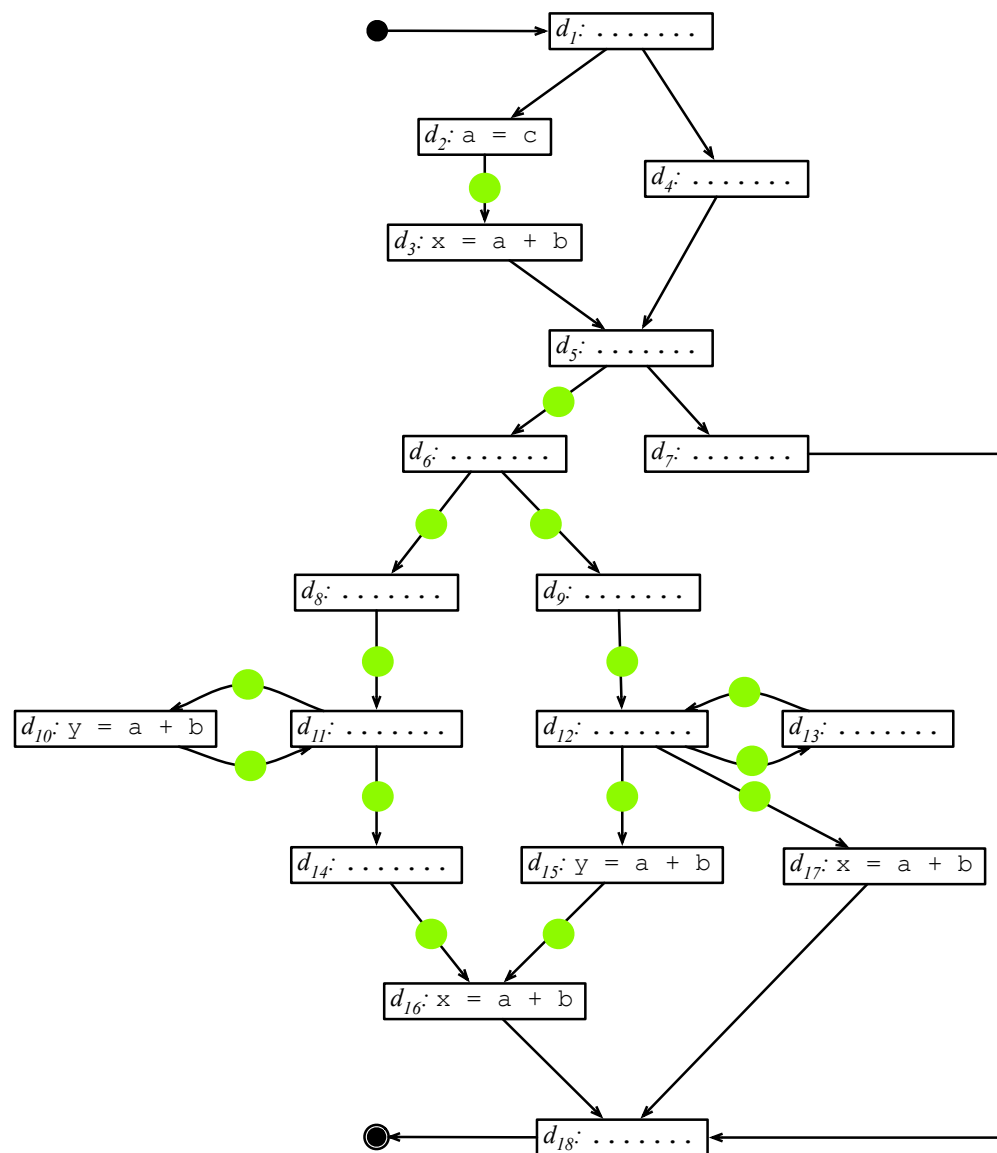 d1: .......
d2: a = c
d4: .......
d3: x = a + b
d5: .......
d6: .......
d7: .......
d8: .......
d9: .......
d10: y = a + b
d11: .......
d12: .......
d13: .......
d14: .......
d15: y = a + b
d17: x = a + b
d16: x = a + b
d18: .......